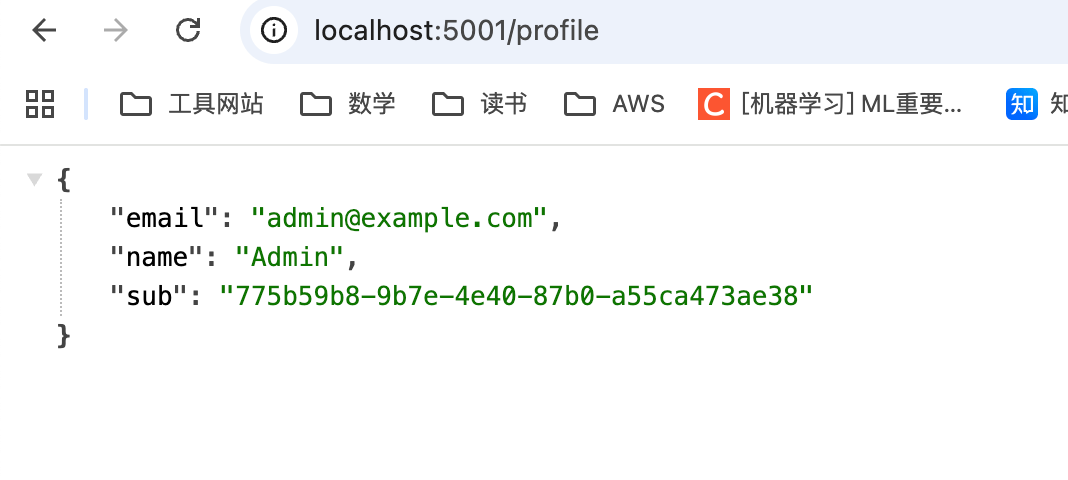 localhost:5001/profile
工具网站 数学 读书 AWS C [机器学习] ML重要... 知 知
{
"email": "admin@example.com",
"name": "Admin",
"sub": "775b59b8-9b7e-4e40-87b0-a55ca473ae38"
}